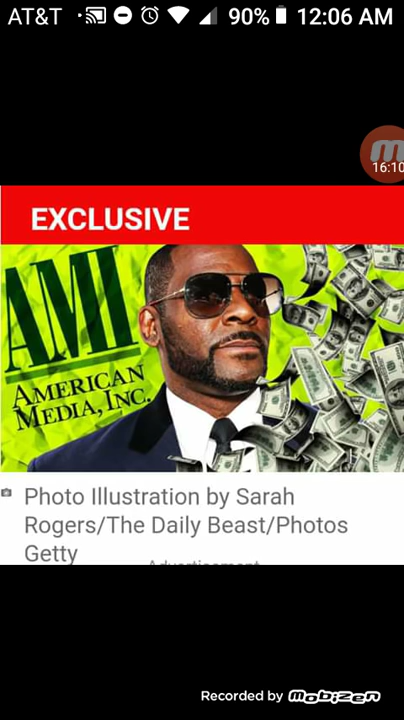 AT&T 90% 12:06 AM
16:10
EXCLUSIVE
AMI
AMERICAN
MEDIA, INC.
Photo Illustration by Sarah
Rogers/The Daily Beast/Photos
Getty
Advertisement
Recorded by Mobizen